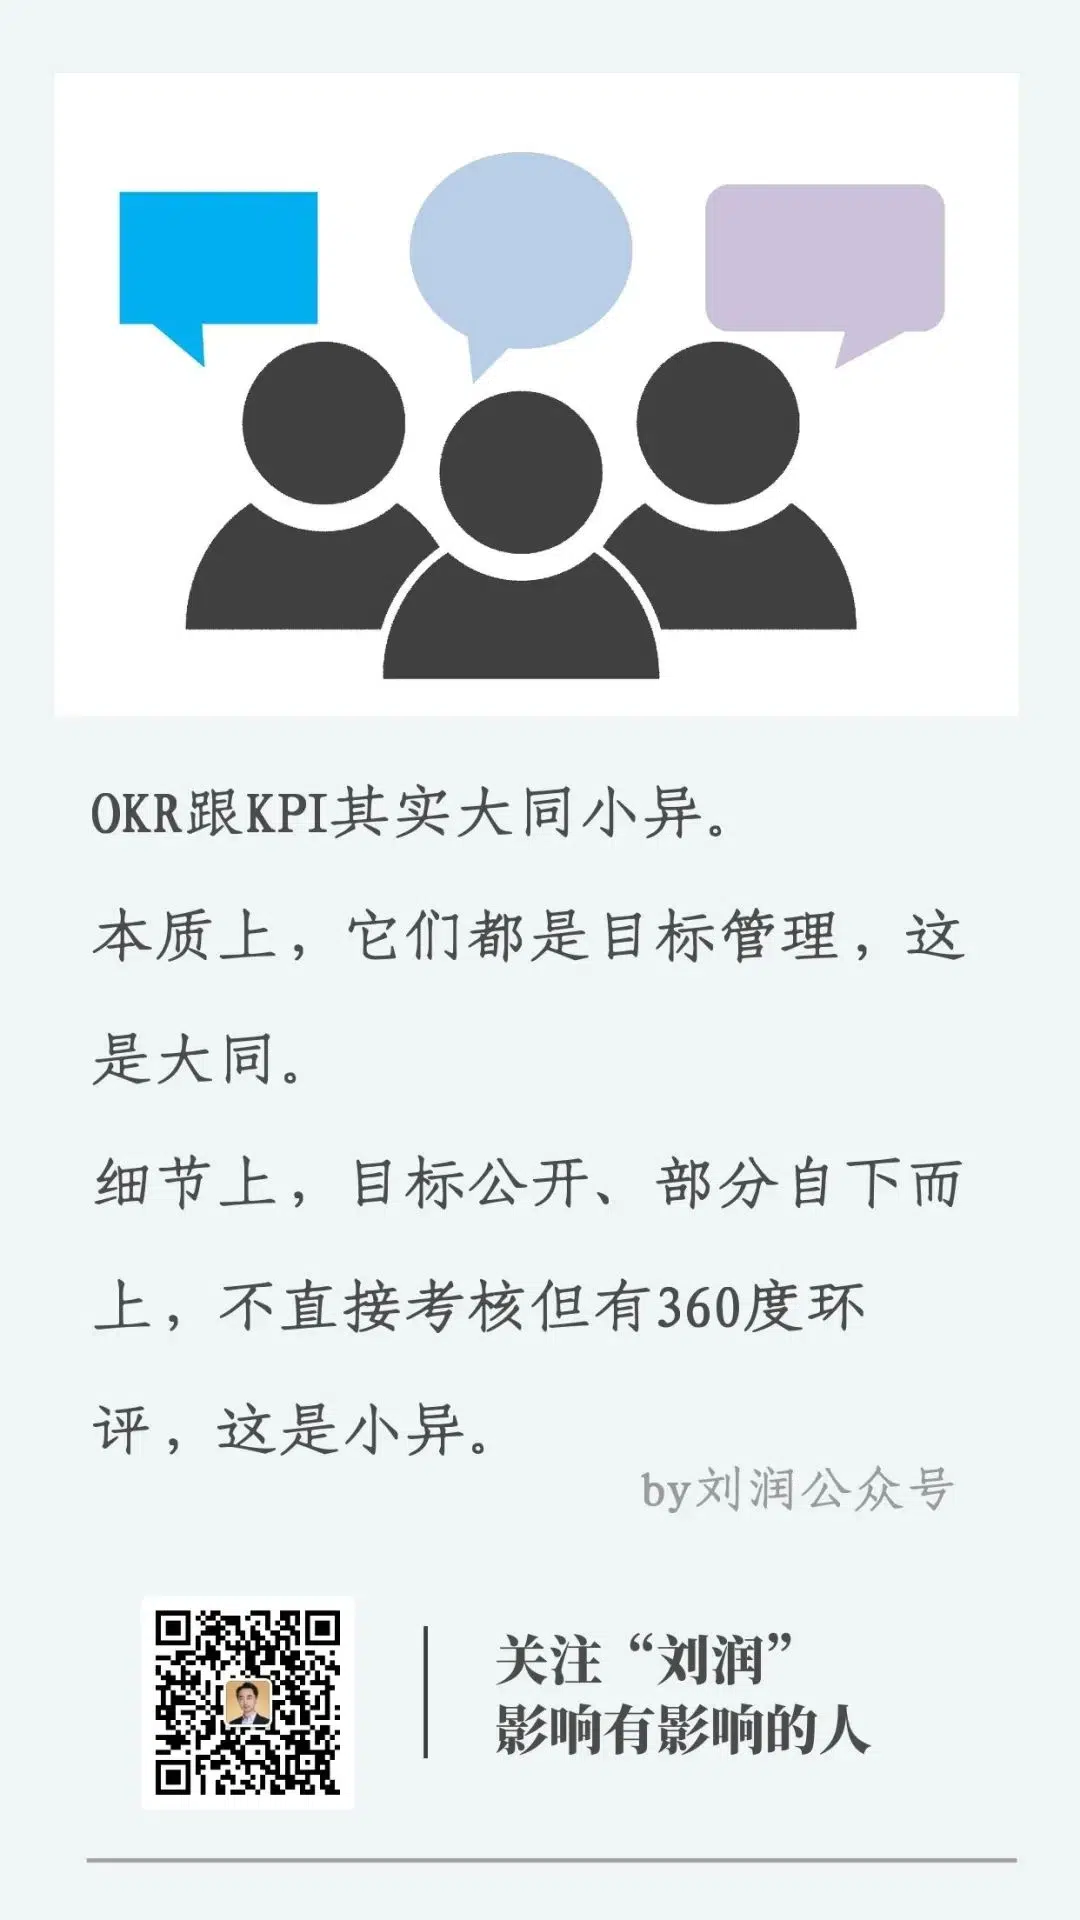 OKR跟KPI其实大同小异。
本质上，它们都是目标管理，这
是大同。
细节上，目标公开、部分自下而
上，不直接考核但有360度环
评，这是小异。
by刘润公众号
关注“刘润”
影响有影响的人